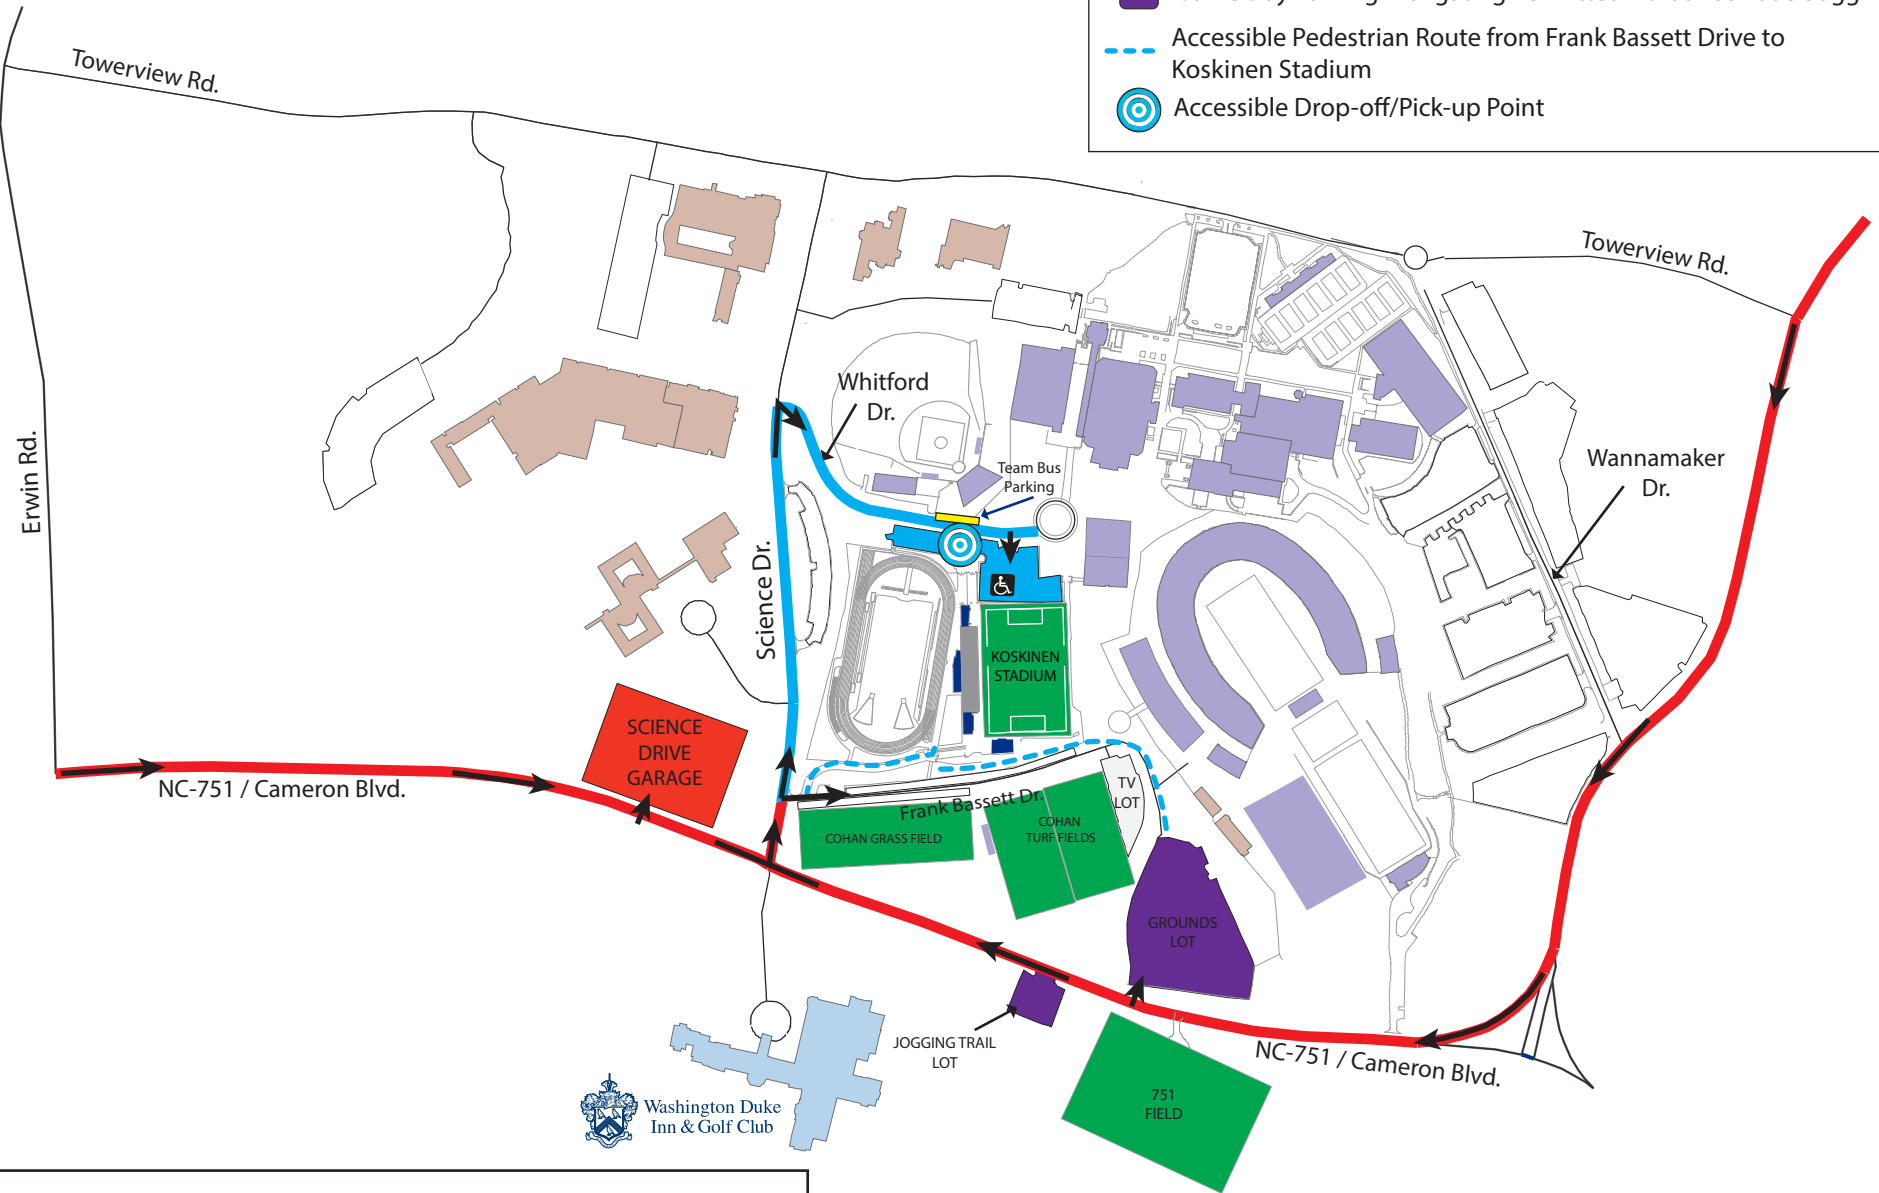 Accessible Pedestrian Route from Frank Bassett Drive to
Koskinen Stadium
Accessible Drop-off/Pick-up Point
Towerview Rd.
Towerview Rd.
Whitford
Dr.
Team Bus
Parking
Wannamaker
Dr.
Erwin Rd.
Science Dr.
KOSKINEN
STADIUM
SCIENCE
DRIVE
GARAGE
NC-751 / Cameron Blvd.
TV
LOT
Frank Bassett Dr.
COHAN GRASS FIELD
COHAN
TURF FIELDS
GROUNDS
LOT
JOGGING TRAIL
LOT
NC-751 / Cameron Blvd.
751
FIELD
Washington Duke
Inn & Golf Club